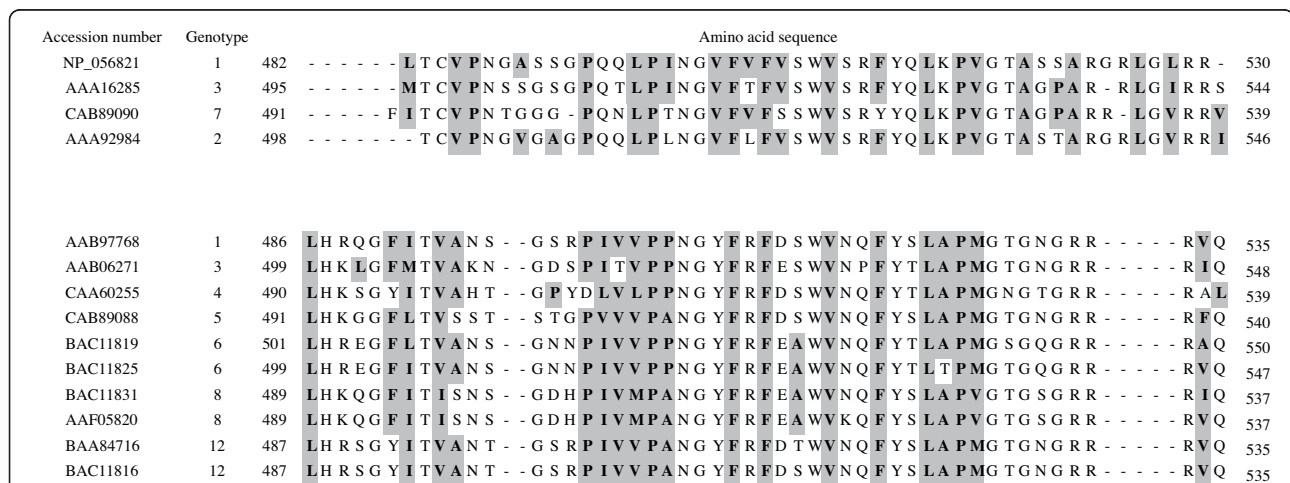 Accession number Genotype Amino acid sequence
NP_056821 1 482 - - - - - - L T C V P N G A S S G P Q Q L P I N G V F V F V S W V S R F Y Q L K P V G T A S S A R G R L G L R R - 530
AAA16285 3 495 - - - - - - M T C V P N S S G S G P Q T L P I N G V F T F V S W V S R F Y Q L K P V G T A G P A R - R L G I R R S 544
CAB89090 7 491 - - - - - F I T C V P N T G G G - P Q N L P T N G V F V F S S W V S R Y Y Q L K P V G T A G P A R R - L G V R R V 539
AAA92984 2 498 - - - - - - - T C V P N G V G A G P Q Q L P L N G V F L F V S W V S R F Y Q L K P V G T A S T A R G R L G V R R I 546
AAB97768 1 486 L H R Q G F I T V A N S - - G S R P I V V P P N G Y F R F D S W V N Q F Y S L A P M G T G N G R R - - - - - R V Q 535
AAB06271 3 499 L H K L G F M T V A K N - - G D S P I T V P P N G Y F R F E S W V N P F Y T L A P M G T G N G R R - - - - - R I Q 548
CAA60255 4 490 L H K S G Y I T V A H T - - G P Y D L V L P P N G Y F R F D S W V N Q F Y T L A P M G N G T G R R - - - - - R A L 539
CAB89088 5 491 L H K G G F L T V S S T - - S T G P V V V P A N G Y F R F D S W V N Q F Y S L A P M G T G N G R R - - - - - R F Q 540
BAC11819 6 501 L H R E G F L T V A N S - - G N N P I V V P P N G Y F R F E A W V N Q F Y T L A P M G S G Q G R R - - - - - R A Q 550
BAC11825 6 499 L H R E G F I T V A N S - - G N N P I V V P P N G Y F R F E A W V N Q F Y T L T P M G T G Q G R R - - - - - R V Q 547
BAC11831 8 489 L H K Q G F I T I S N S - - G D H P I V M P A N G Y F R F E A W V N Q F Y S L A P V G T G S G R R - - - - - R I Q 537
AAF05820 8 489 L H K Q G F I T I S N S - - G D H P I V M P A N G Y F R F E A W V K Q F Y S L A P V G T G S G R R - - - - - R V Q 537
BAA84716 12 487 L H R S G Y I T V A N T - - G S R P I V V P A N G Y F R F D T W V N Q F Y S L A P M G T G N G R R - - - - - R V Q 535
BAC11816 12 487 L H R S G Y I T V A N T - - G S R P I V V P A N G Y F R F D S W V N Q F Y S L A P M G T G N G R R - - - - - R V Q 535